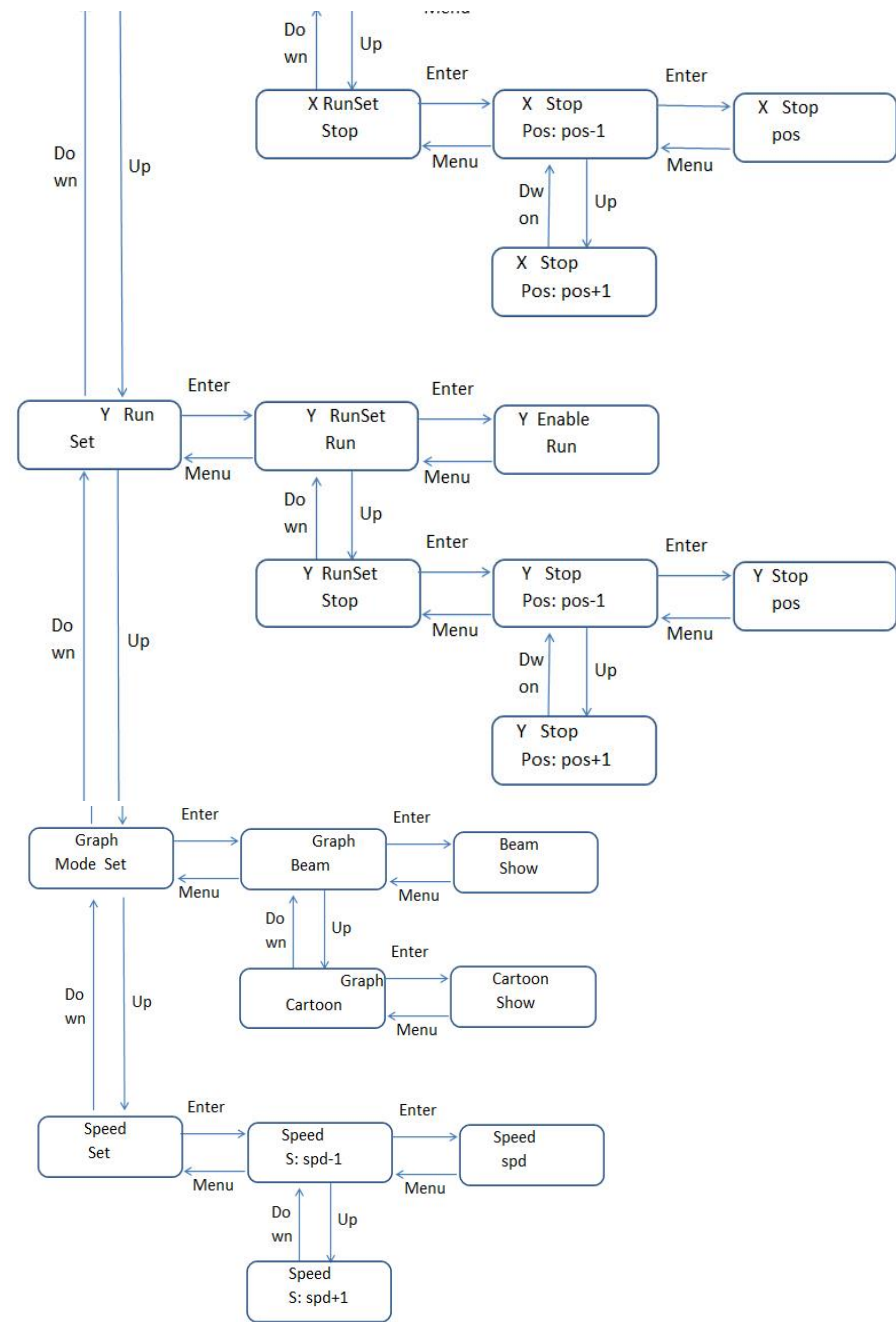 Menu
Do
wn
Up
Enter
Enter
X RunSet
Stop
X Stop
Pos: pos-1
X Stop
pos
Menu
Menu
Do
wn
Up
Dw
on
Up
X Stop
Pos: pos+1
Enter
Enter
Y Run
Set
Y RunSet
Run
Y Enable
Run
Menu
Menu
Do
wn
Up
Enter
Enter
Y RunSet
Stop
Y Stop
Pos: pos-1
Y Stop
pos
Menu
Menu
Do
wn
Up
Dw
on
Up
Y Stop
Pos: pos+1
Enter
Enter
Graph
Mode Set
Graph
Beam
Beam
Show
Menu
Menu
Do
wn
Up
Enter
Graph
Cartoon
Cartoon
Show
Menu
Do
wn
Up
Enter
Enter
Speed
Set
Speed
S: spd-1
Speed
spd
Menu
Menu
Do
wn
Up
Speed
S: spd+1